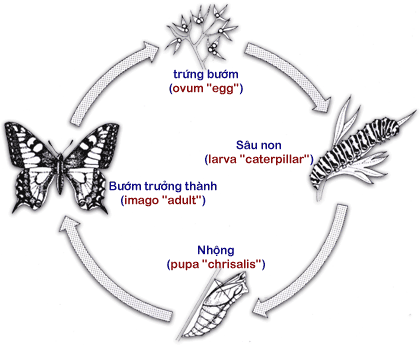 trứng bướm
(ovum "egg")
Sâu non
(larva "caterpillar")
Bướm trưởng thành
(imago "adult")
Nhộng
(pupa "chrisalis")